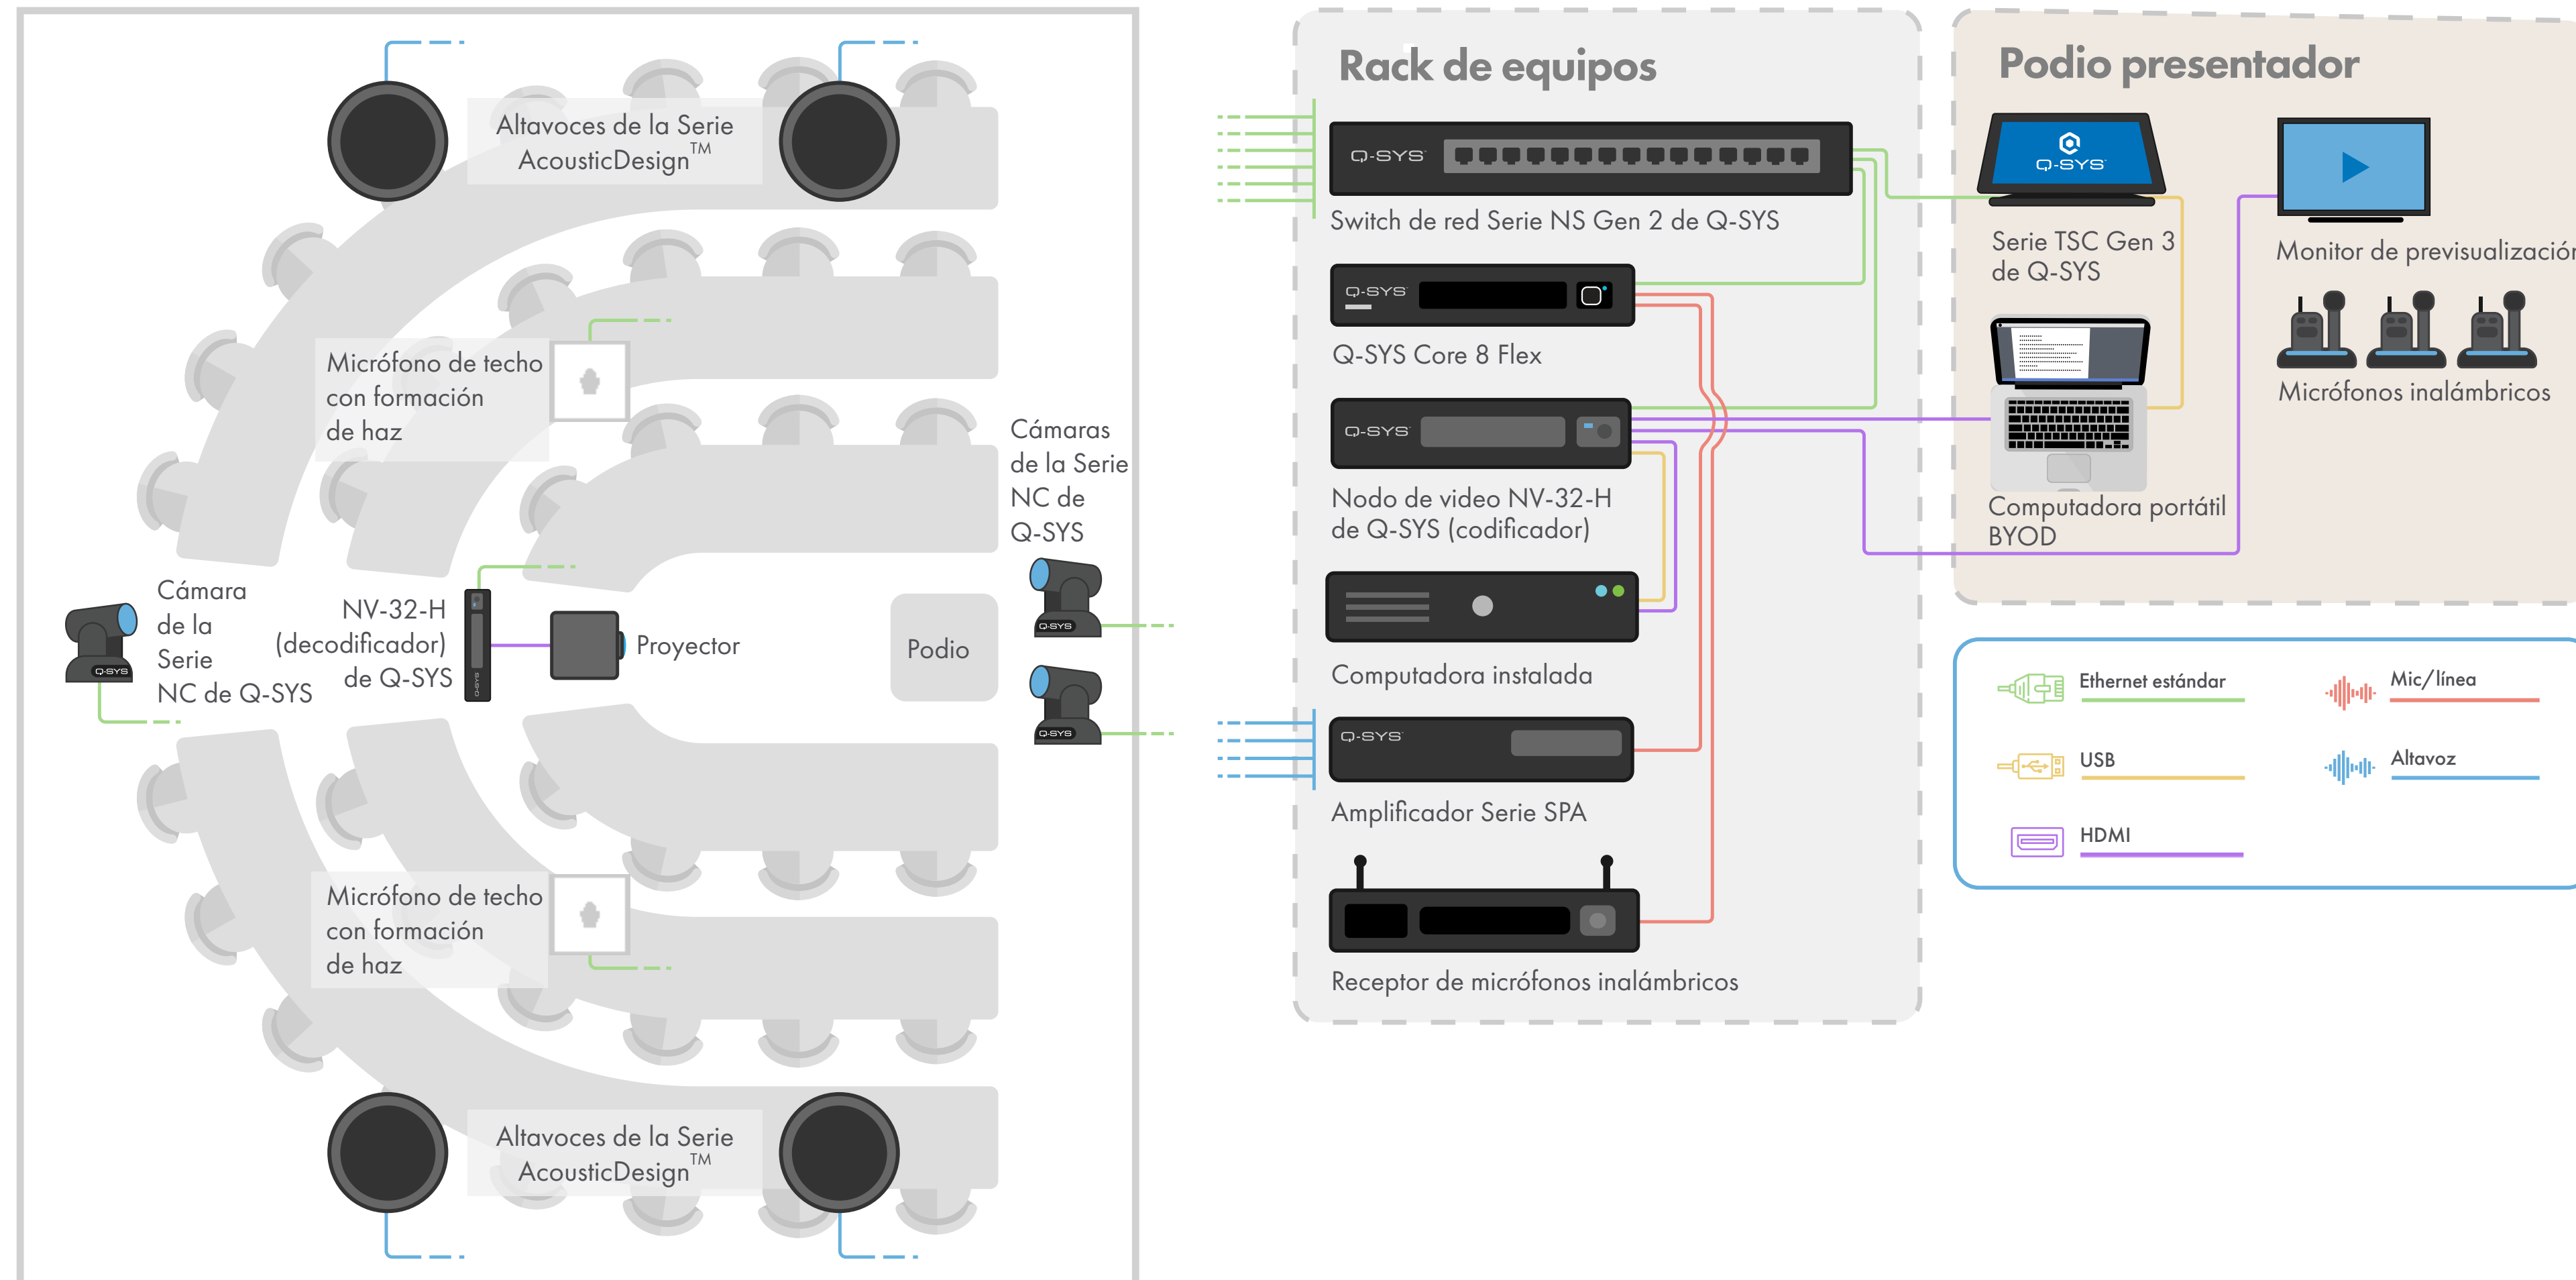 Altavoces de la Serie
AcousticDesign™
Micrófono de techo
con formación
de haz
Cámaras
de la Serie
NC de
Q-SYS
Q-SYS
Q-SYS
Cámara
de la
Serie
NC de Q-SYS
Q-SYS
NV-32-H
(decodificador)
de Q-SYS
Q-SYS
Proyector
Podio
Micrófono de techo
con formación
de haz
Altavoces de la Serie
AcousticDesign™
Rack de equipos
Q-SYS
Switch de red Serie NS Gen 2 de Q-SYS
Q-SYS
Q-SYS Core 8 Flex
Q-SYS
Nodo de video NV-32-H
de Q-SYS (codificador)
Computadora instalada
Q-SYS
Amplificador Serie SPA
Receptor de micrófonos inalámbricos
Podio presentador
Q-SYS
Serie TSC Gen 3
de Q-SYS
Monitor de previsualización
Micrófonos inalámbricos
Computadora portátil
BYOD
Ethernet estándar
Mic/línea
USB
Altavoz
HDMI